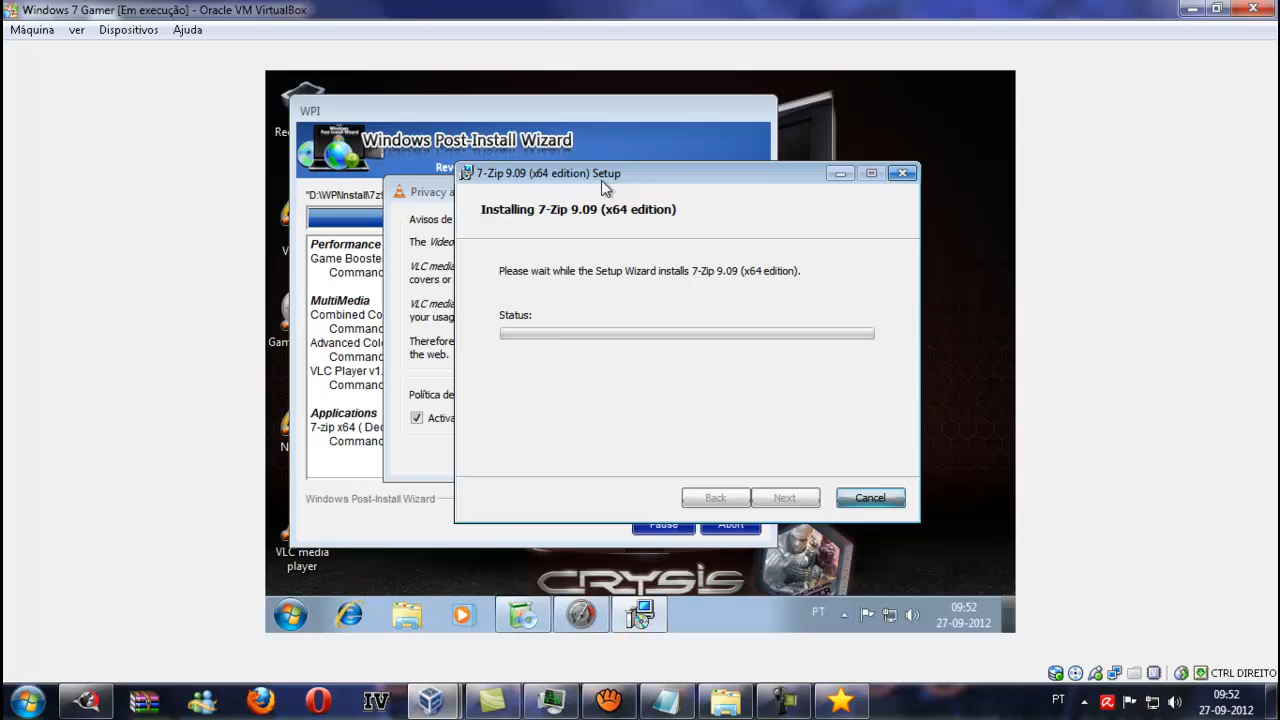 Windows 7 Gamer [Em execução] - Oracle VM VirtualBox
Máquina ver Dispositivos Ajuda
WPI
Windows Post-Install Wizard
7-Zip 9.09 (x64 edition) Setup
Privacy a
Installing 7-Zip 9.09 (x64 edition)
"D:\WPI\Install\7z
Avisos de
The Video
Performance
Game Booste
Command
VLC media
covers or
Please wait while the Setup Wizard installs 7-Zip 9.09 (x64 edition).
MultiMedia
Combined Co
Command
Advanced Cold
VLC Player v1.
Command
VLC media
your usag
Status:
Therefore
the web.
Política de
Activa
Applications
7-zip x64 ( Dec
Command
Windows Post-Install Wizard
Back Next Cancel
Pause Abort
VLC media
player
CRYSIS
PT
09:52
27-09-2012
CTRL DIREITO
IV
PT
09:52
27-09-2012